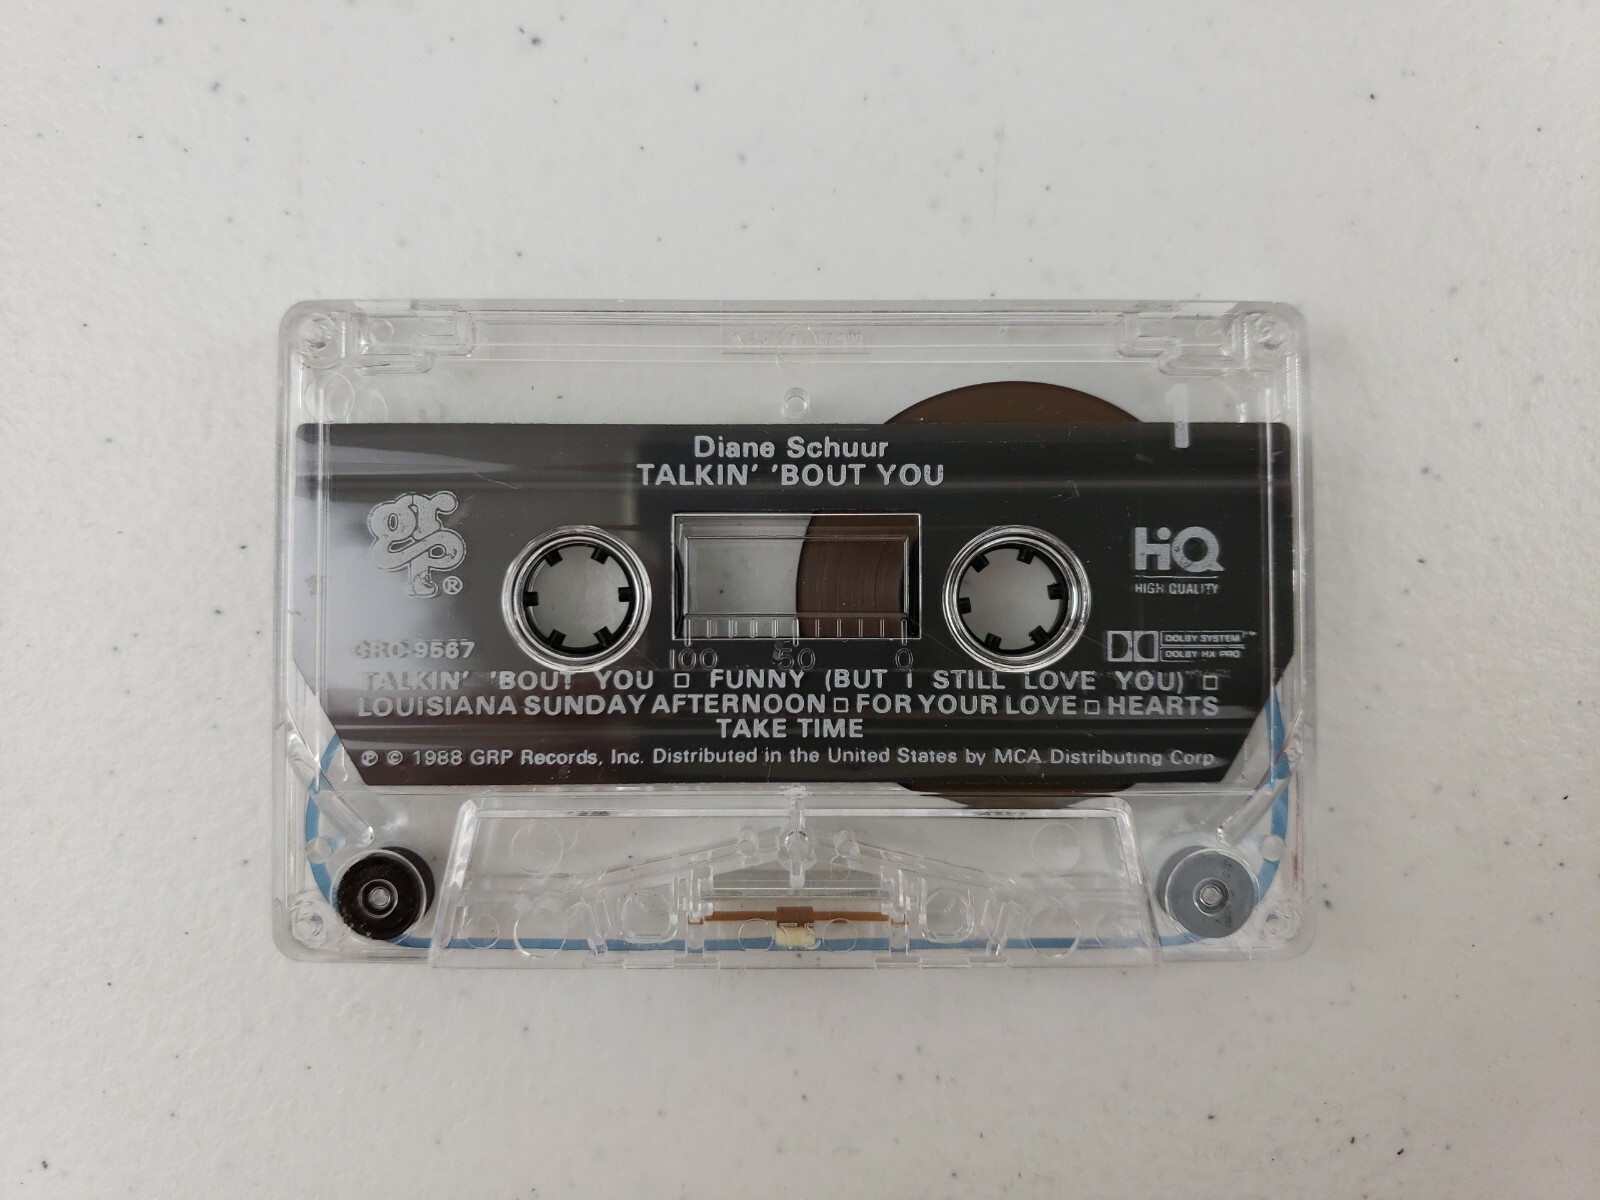 1
Diane Schuur
TALKIN' 'BOUT YOU
grp ®
HiQ
HIGH QUALITY
GRC-9567
100 50 0
DOLBY SYSTEM
DOLBY HX PRO
TALKIN' 'BOUT YOU □ FUNNY (BUT I STILL LOVE YOU) □
LOUISIANA SUNDAY AFTERNOON □ FOR YOUR LOVE □ HEARTS
TAKE TIME
℗ © 1988 GRP Records, Inc. Distributed in the United States by MCA Distributing Corp